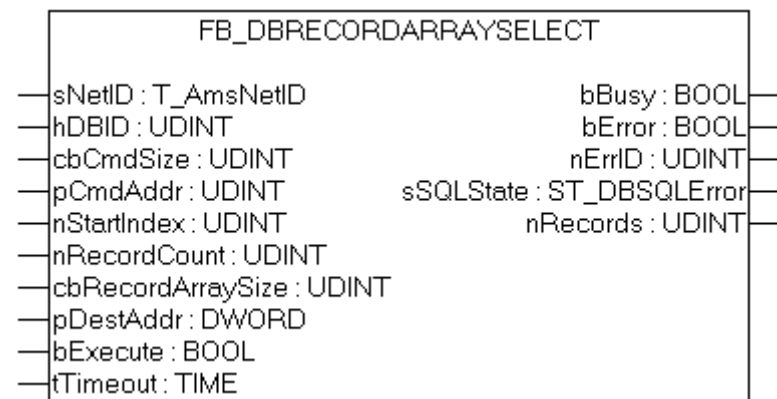 FB_DBRECORDARRAYSELECT
sNetID : T_AmsNetID bBusy : BOOL
hDBID : UDINT bError : BOOL
cbCmdSize : UDINT nErrID : UDINT
pCmdAddr : UDINT sSQLState : ST_DBSQLError
nStartIndex : UDINT nRecords : UDINT
nRecordCount : UDINT
cbRecordArraySize : UDINT
pDestAddr : DWORD
bExecute : BOOL
tTimeout : TIME